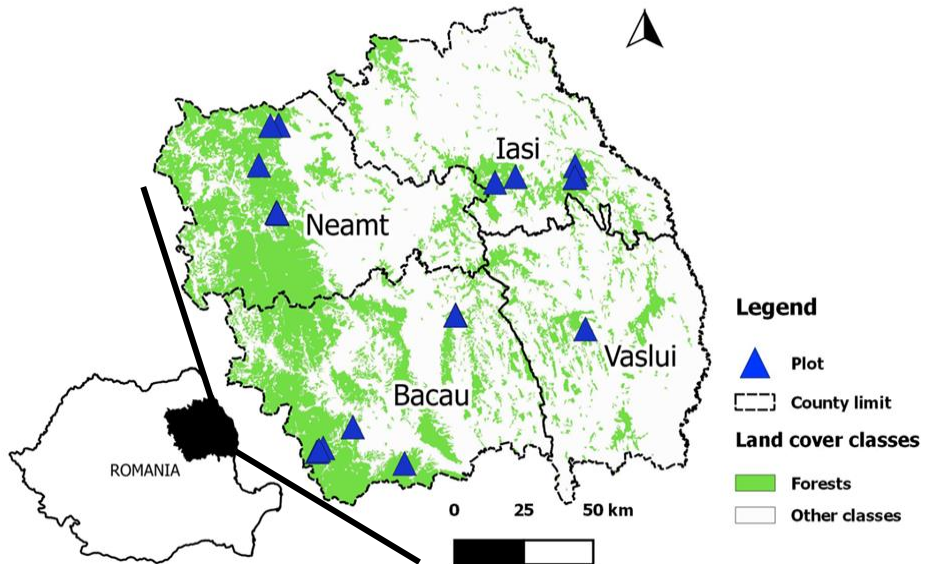 Iasi
Neamt
Vaslui
Bacau
ROMANIA
0 25 50 km
Legend
Plot
County limit
Land cover classes
Forests
Other classes